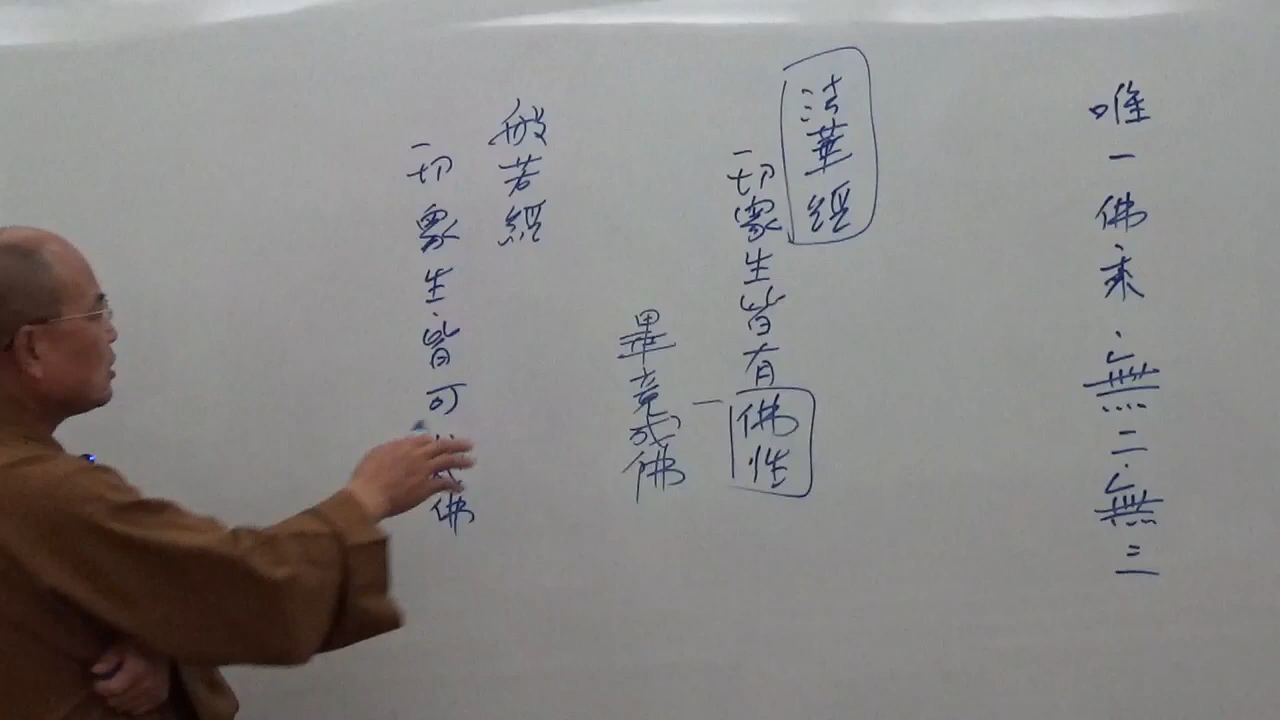 唯一佛乘無二無三
法華經
一切眾生皆有佛性
畢竟成佛
般若經
一切眾生皆可成佛